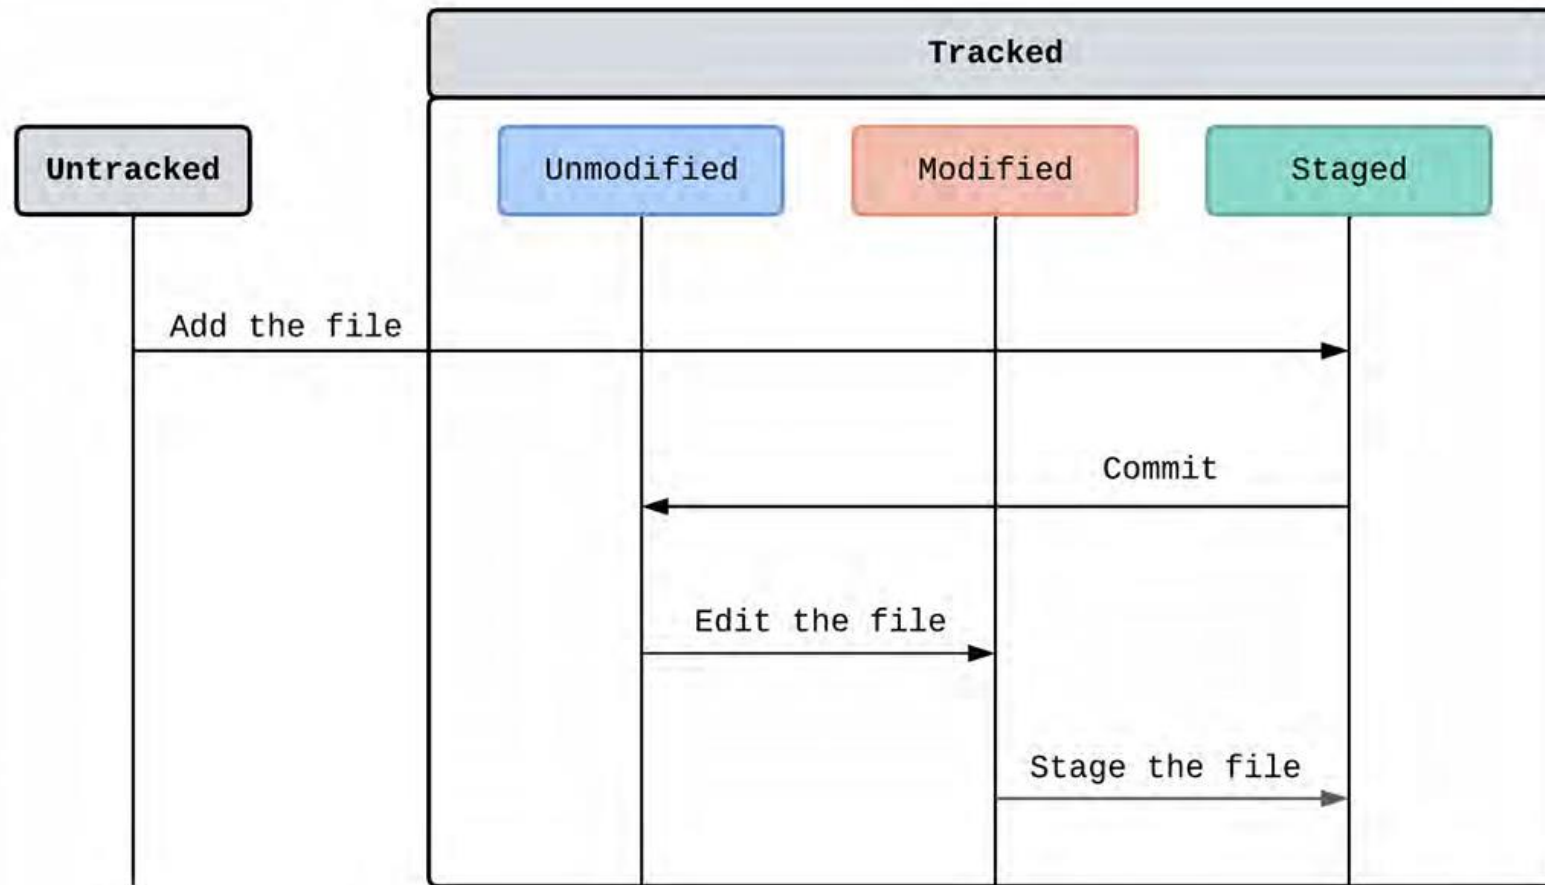 Tracked
Untracked
Unmodified
Modified
Staged
Add the file
Commit
Edit the file
Stage the file